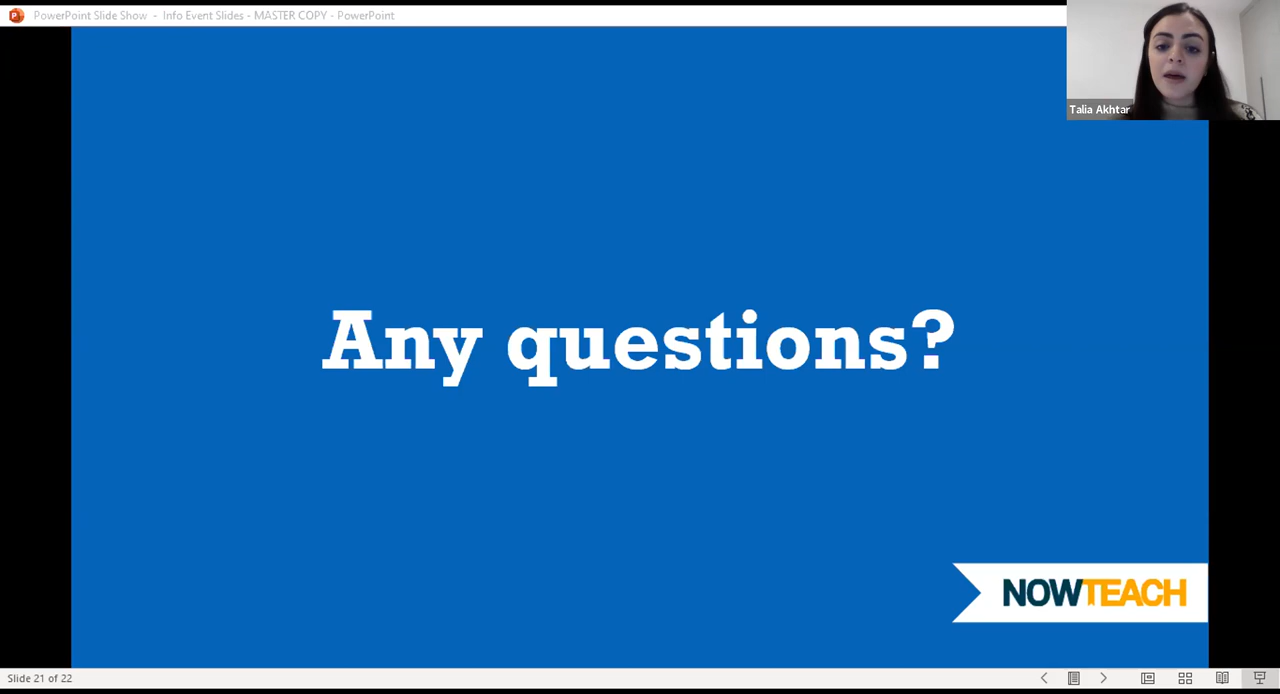 PowerPoint Slide Show - Info Event Slides - MASTER COPY - PowerPoint
Talia Akhtar
Any questions?
NOWTEACH
Slide 21 of 22